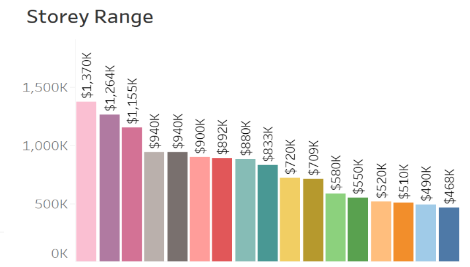 Storey Range
1,500K
1,000K
500K
0K
$1,370K
$1,264K
$1,155K
$940K
$940K
$900K
$892K
$880K
$833K
$720K
$709K
$580K
$550K
$520K
$510K
$490K
$468K